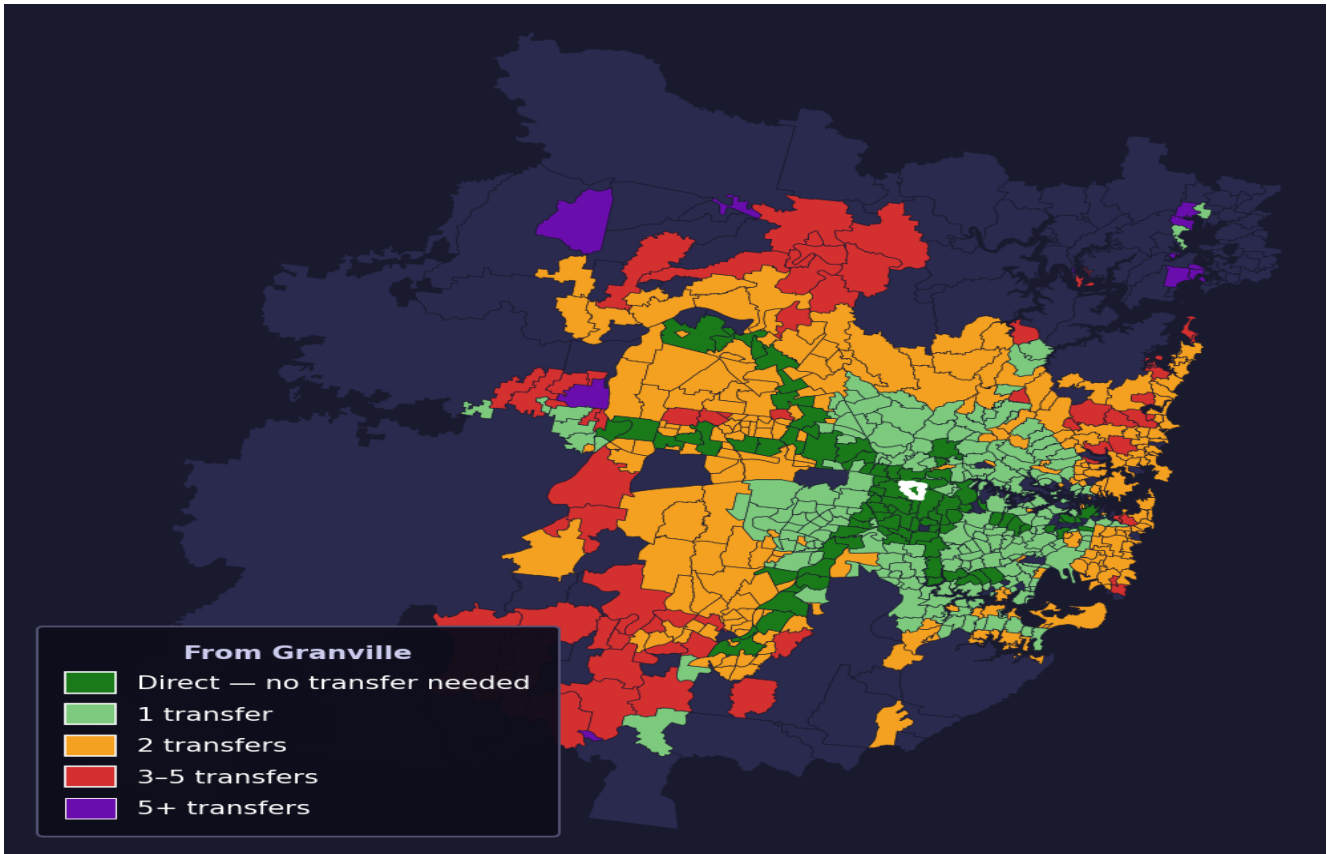 From Granville
Direct — no transfer needed
1 transfer
2 transfers
3–5 transfers
5+ transfers